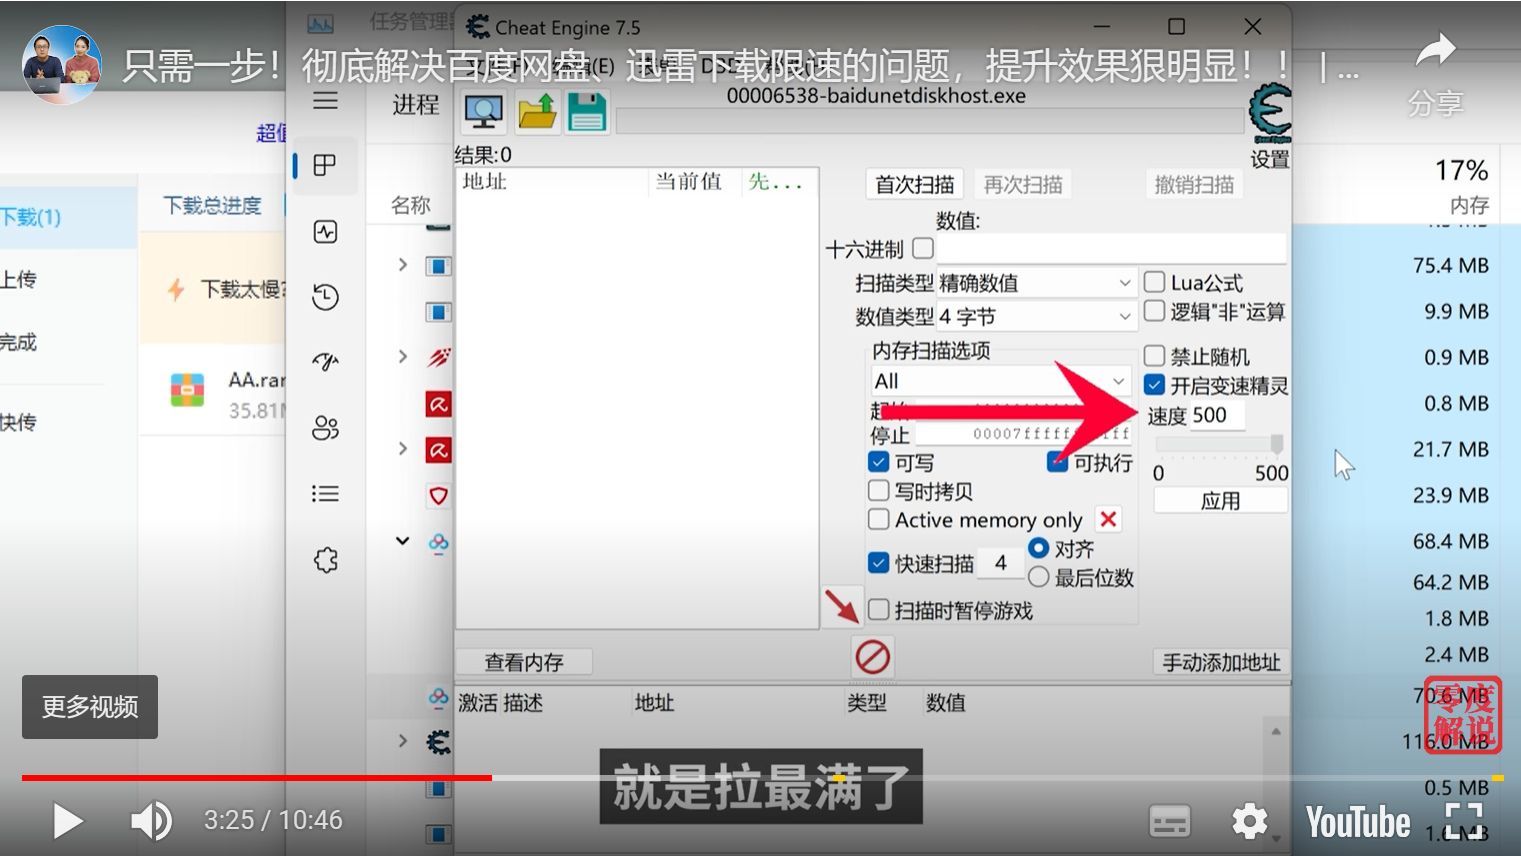 任务管理
Cheat Engine 7.5
只需一步！彻底解决百度网盘、迅雷下载限速的问题，提升效果狠明显！！ | ...
分享
进程
00006538-baidunetdiskhost.exe
超值
结果:0
设置
地址
当前值
先...
首次扫描
再次扫描
撤销扫描
17%
内存
下载(1)
下载总进度
名称
数值:
十六进制
扫描类型
精确数值
Lua公式
75.4 MB
上传
下载太慢?
数值类型
4 字节
逻辑"非"运算
9.9 MB
完成
内存扫描选项
禁止随机
0.9 MB
AA.rar
35.81M
All
开启变速精灵
0.8 MB
快传
速度 500
停止
21.7 MB
可写
可执行
0
500
写时拷贝
应用
23.9 MB
Active memory only
快速扫描
4
对齐
68.4 MB
最后位数
64.2 MB
扫描时暂停游戏
1.8 MB
查看内存
手动添加地址
2.4 MB
更多视频
激活 描述
地址
类型
数值
70.6 MB
零度
解说
116.0 MB
就是拉最满了
0.5 MB
3:25 / 10:46
YouTube